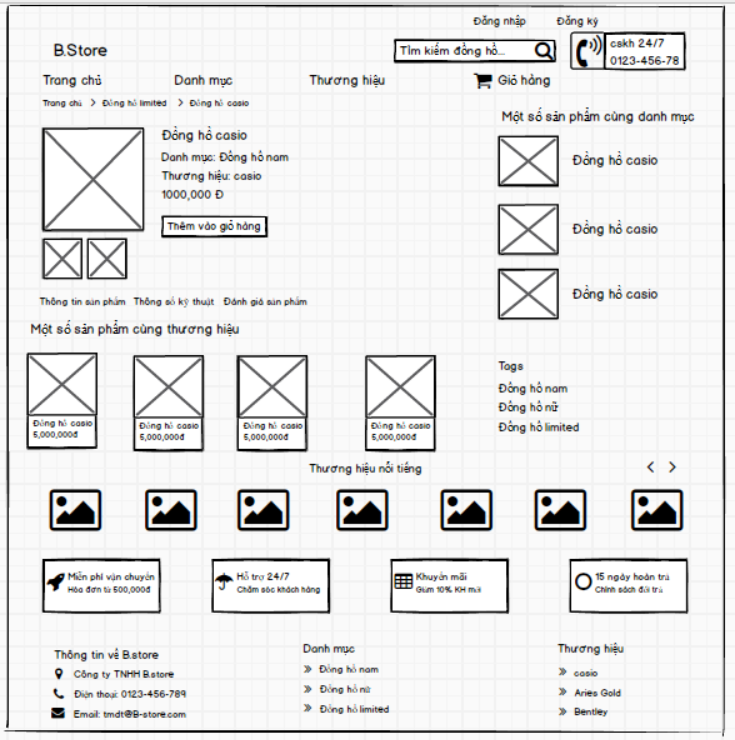 Đăng nhập Đăng ký
B.Store
Tìm kiếm đồng hồ...
cskh 24/7
0123-456-78
Trang chủ Danh mục Thương hiệu Giỏ hàng
Trang chủ > Đồng hồ limited > Đồng hồ casio
Một số sản phẩm cùng danh mục
Đồng hồ casio
Danh mục: Đồng hồ nam
Thương hiệu: casio
1000,000 Đ
Thêm vào giỏ hàng
Đồng hồ casio
Đồng hồ casio
Đồng hồ casio
Thông tin sản phẩm Thông số kỹ thuật Đánh giá sản phẩm
Một số sản phẩm cùng thương hiệu
Đồng hồ casio
5,000,000đ
Đồng hồ casio
5,000,000đ
Đồng hồ casio
5,000,000đ
Đồng hồ casio
5,000,000đ
Tags
Đồng hồ nam
Đồng hồ nữ
Đồng hồ limited
Thương hiệu nổi tiếng
Miễn phí vận chuyển
Hóa đơn từ 500,000đ
Hỗ trợ 24/7
Chăm sóc khách hàng
Khuyến mãi
Giảm 10% KH mới
15 ngày hoàn trả
Chính sách đổi trả
Thông tin về B.store
Công ty TNHH B.store
Điện thoại: 0123-456-789
Email: tmdt@B-store.com
Danh mục
Đồng hồ nam
Đồng hồ nữ
Đồng hồ limited
Thương hiệu
casio
Aries Gold
Bentley